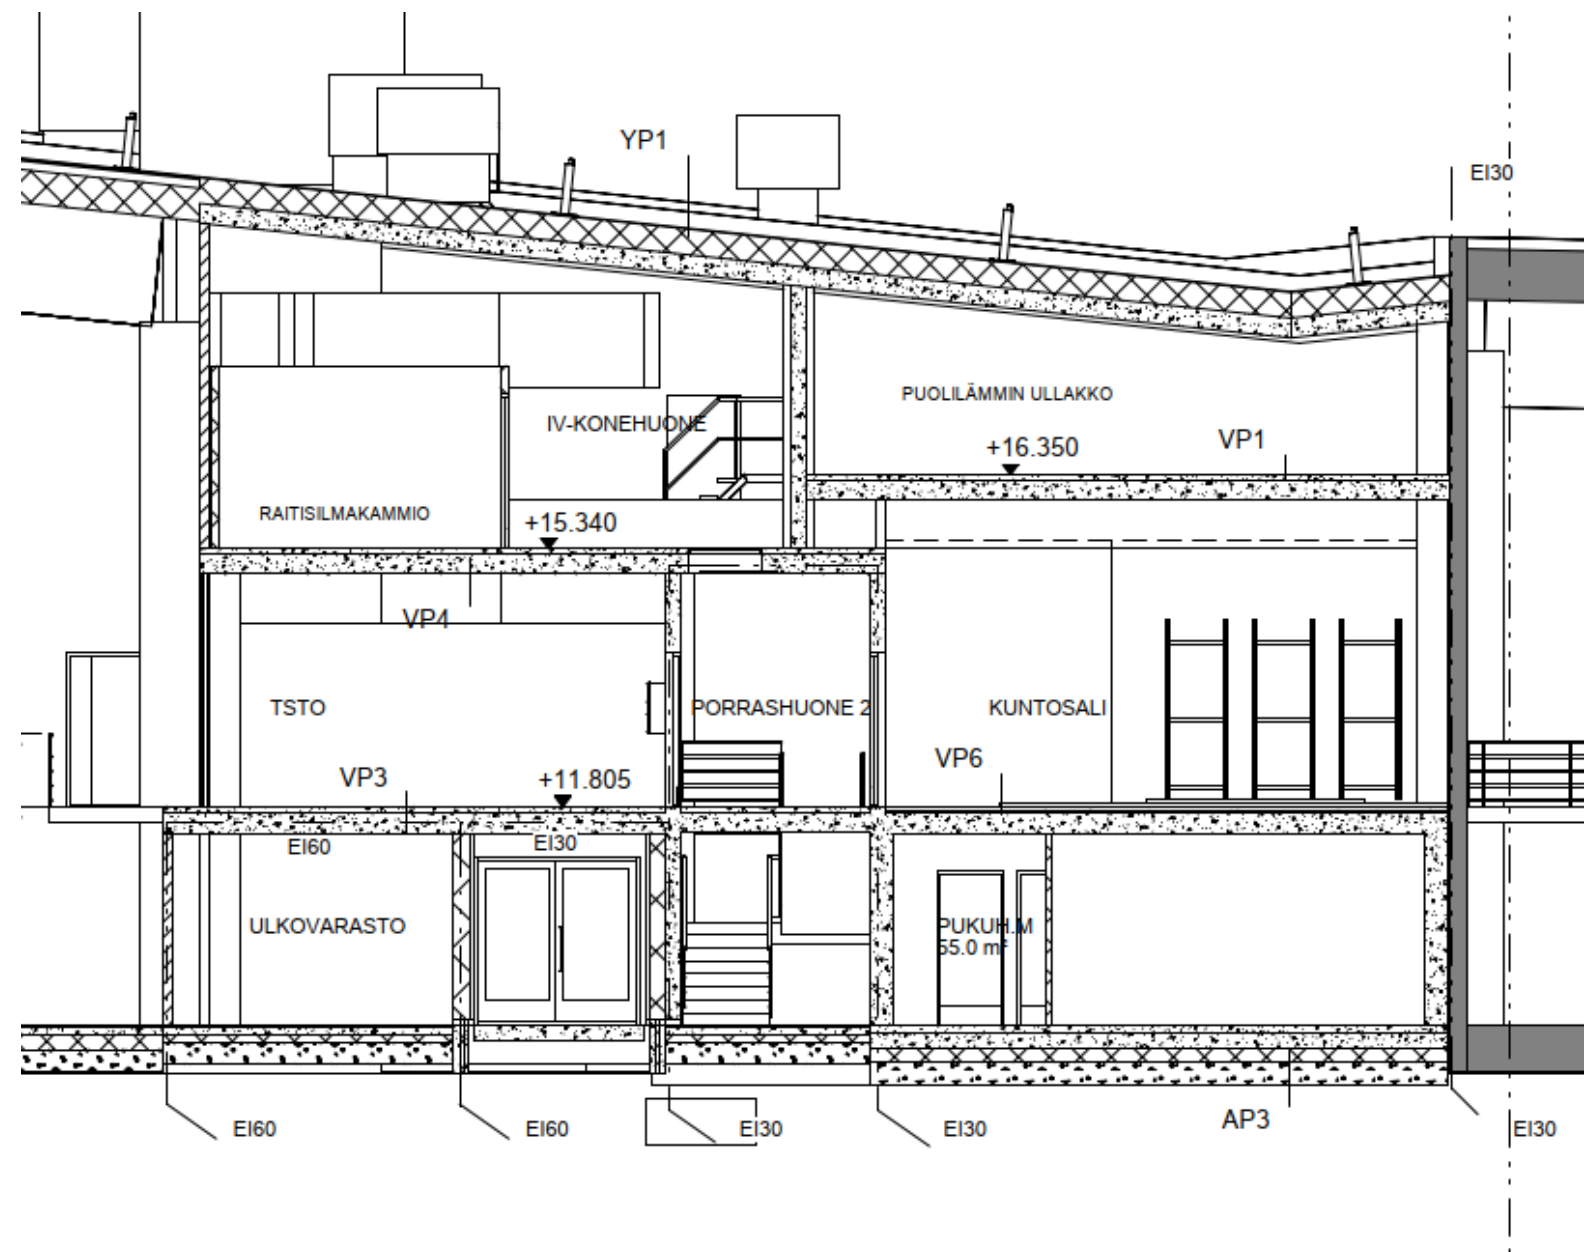 YP1
EI30
PUOLILÄMMIN ULLAKKO
IV-KONEHUONE
+16.350
VP1
RAITISILMAKAMMIO
+15.340
VP4
TSTO
PORRASHUONE 2
KUNTOSALI
VP6
VP3
+11.805
EI60
EI30
ULKOVARASTO
PUKUH.M
55.0 m²
EI60
EI60
EI30
EI30
AP3
EI30